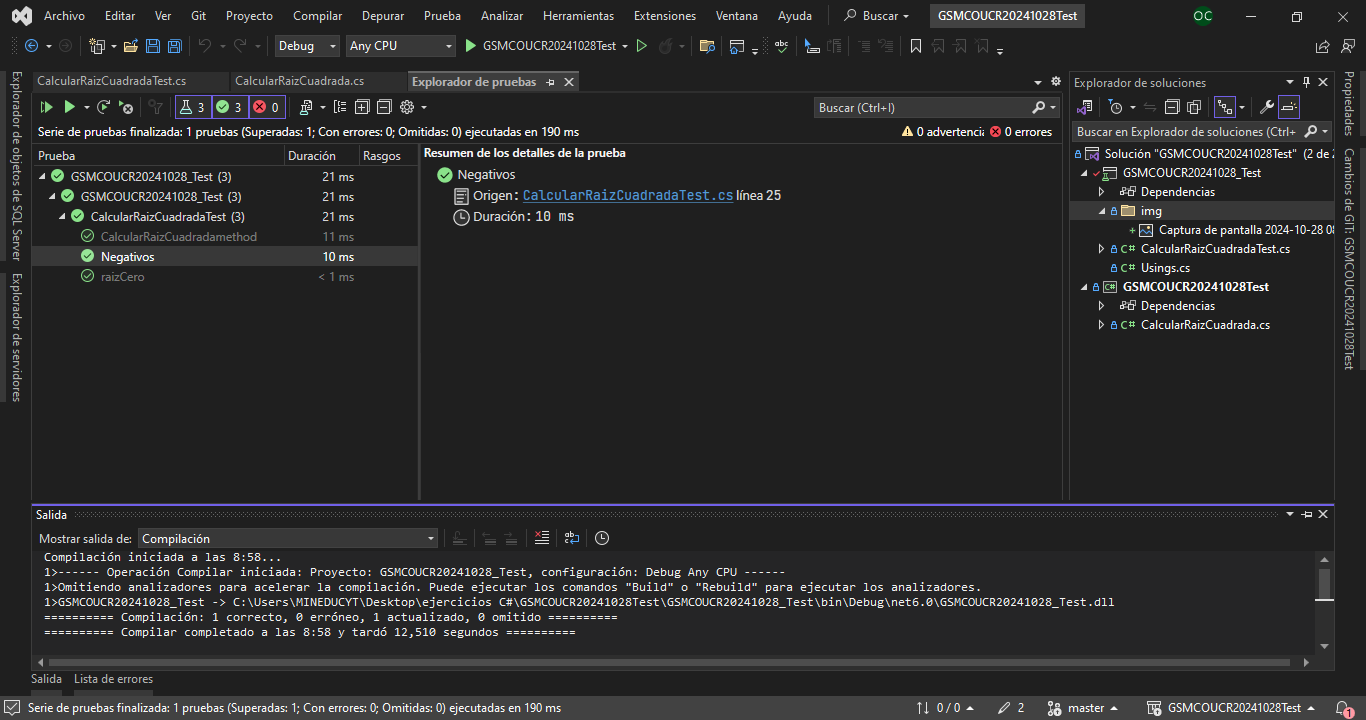 Archivo Editar Ver Git Proyecto Compilar Depurar Prueba Analizar Herramientas Extensiones Ventana Ayuda Buscar GSMCOUCR20241028Test OC
Debug Any CPU GSMCOUCR20241028Test
Explorador de objetos de SQL Server
Explorador de servidores
CalcularRaizCuadradaTest.cs CalcularRaizCuadrada.cs Explorador de pruebas
3 3 0 Buscar (Ctrl+I)
Serie de pruebas finalizada: 1 pruebas (Superadas: 1; Con errores: 0; Omitidas: 0) ejecutadas en 190 ms 0 advertenci 0 errores
Prueba Duración Rasgos
GSMCOUCR20241028_Test (3) 21 ms
GSMCOUCR20241028_Test (3) 21 ms
CalcularRaizCuadradaTest (3) 21 ms
CalcularRaizCuadradamethod 11 ms
Negativos 10 ms
raizCero < 1 ms
Resumen de los detalles de la prueba
Negativos
Origen: CalcularRaizCuadradaTest.cs línea 25
Duración: 10 ms
Explorador de soluciones
Buscar en Explorador de soluciones (Ctrl+
Solución "GSMCOUCR20241028Test" (2 de 2
GSMCOUCR20241028_Test
Dependencias
img
Captura de pantalla 2024-10-28 08
C# CalcularRaizCuadradaTest.cs
C# Usings.cs
C# GSMCOUCR20241028Test
Dependencias
C# CalcularRaizCuadrada.cs
Propiedades
Cambios de GIT: GSMCOUCR20241028Test
Salida
Mostrar salida de: Compilación
Compilación iniciada a las 8:58...
1>------ Operación Compilar iniciada: Proyecto: GSMCOUCR20241028_Test, configuración: Debug Any CPU ------
1>Omitiendo analizadores para acelerar la compilación. Puede ejecutar los comandos "Build" o "Rebuild" para ejecutar los analizadores.
1>GSMCOUCR20241028_Test -> C:\Users\MINEDUCYT\Desktop\ejercicios C#\GSMCOUCR20241028Test\GSMCOUCR20241028_Test\bin\Debug\net6.0\GSMCOUCR20241028_Test.dll
========== Compilación: 1 correcto, 0 erróneo, 1 actualizado, 0 omitido ==========
========== Compilar completado a las 8:58 y tardó 12,510 segundos ==========
Salida Lista de errores
Serie de pruebas finalizada: 1 pruebas (Superadas: 1; Con errores: 0; Omitidas: 0) ejecutadas en 190 ms 0 / 0 2 master GSMCOUCR20241028Test 1